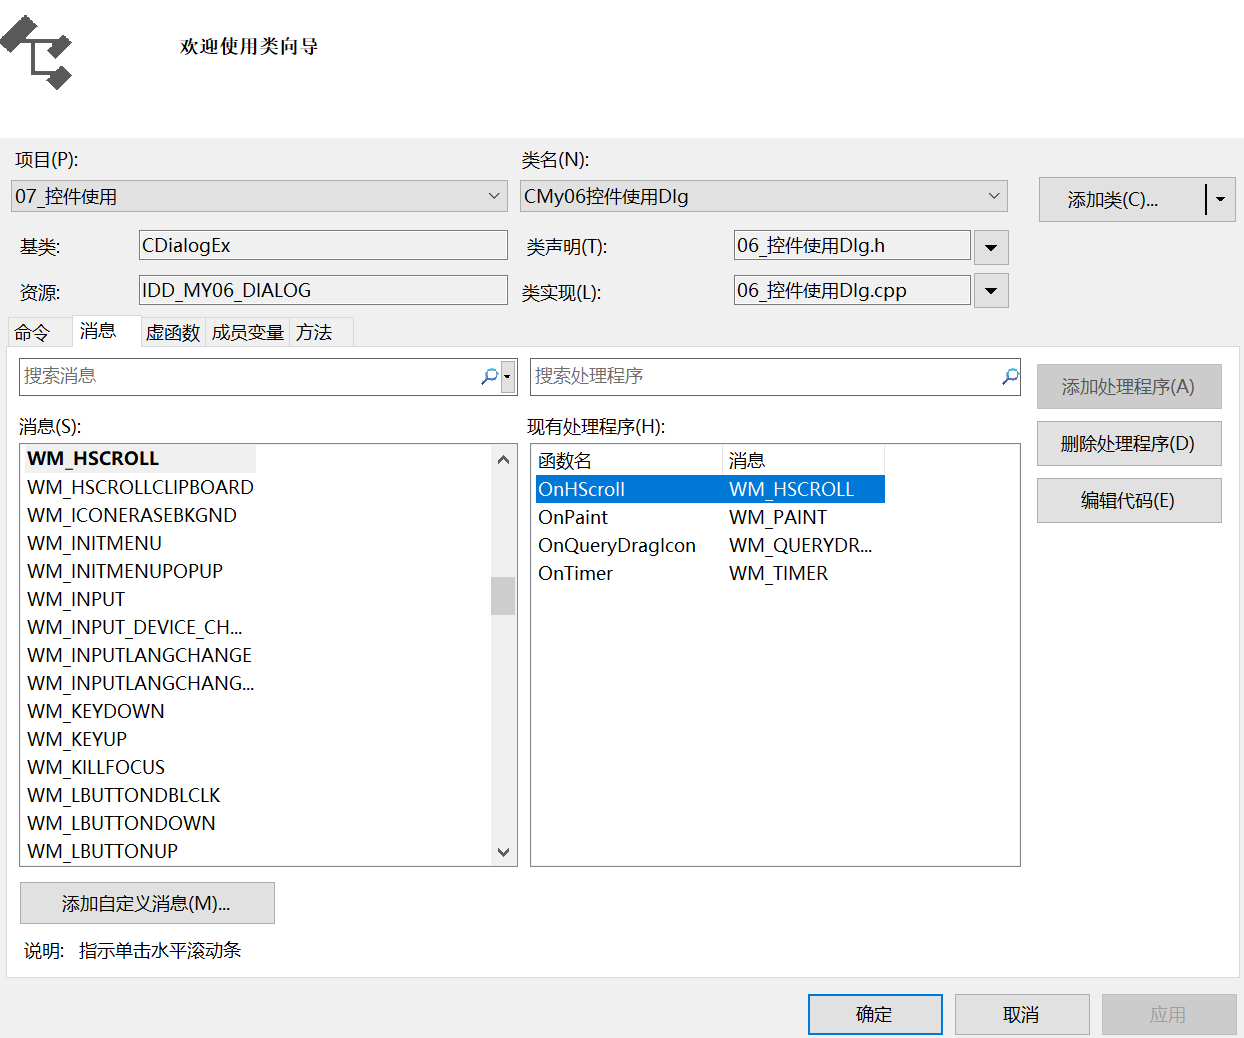 欢迎使用类向导
项目(P):
类名(N):
07_控件使用
CMy06控件使用Dlg
添加类(C)...
基类:
CDialogEx
类声明(T):
06_控件使用Dlg.h
资源:
IDD_MY06_DIALOG
类实现(L):
06_控件使用Dlg.cpp
命令 消息 虚函数 成员变量 方法
搜索消息
搜索处理程序
添加处理程序(A)
消息(S):
现有处理程序(H):
删除处理程序(D)
编辑代码(E)
WM_HSCROLL
WM_HSCROLLCLIPBOARD
WM_ICONERASEBKGND
WM_INITMENU
WM_INITMENUPOPUP
WM_INPUT
WM_INPUT_DEVICE_CH...
WM_INPUTLANGCHANGE
WM_INPUTLANGCHANG...
WM_KEYDOWN
WM_KEYUP
WM_KILLFOCUS
WM_LBUTTONDBLCLK
WM_LBUTTONDOWN
WM_LBUTTONUP
函数名 消息
OnHScroll WM_HSCROLL
OnPaint WM_PAINT
OnQueryDragIcon WM_QUERYDR...
OnTimer WM_TIMER
添加自定义消息(M)...
说明: 指示单击水平滚动条
确定
取消
应用